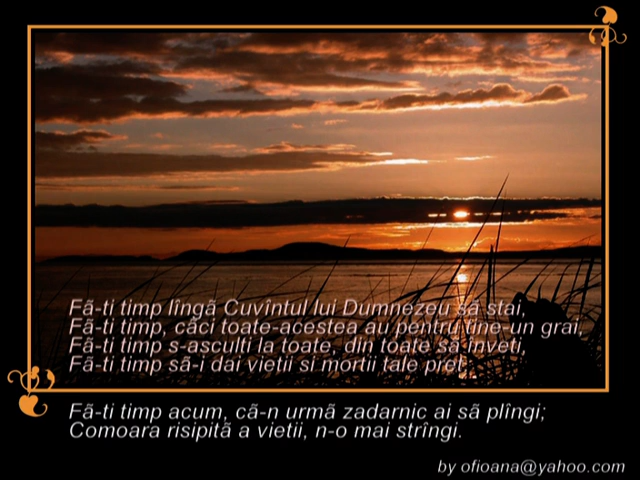 Fã-ti timp lîngã Cuvîntul lui Dumnezeu sã stai,
Fã-ti timp, cãci toate-acestea au pentru tine-un grai,
Fã-ti timp s-asculti la toate, din toate sã înveti,
Fã-ti timp sã-i dai vietii si mortii tale pret.
Fã-ti timp acum, cã-n urmã zadarnic ai sã plîngi;
Comoara risipitã a vietii, n-o mai strîngi.
by ofioana@yahoo.com